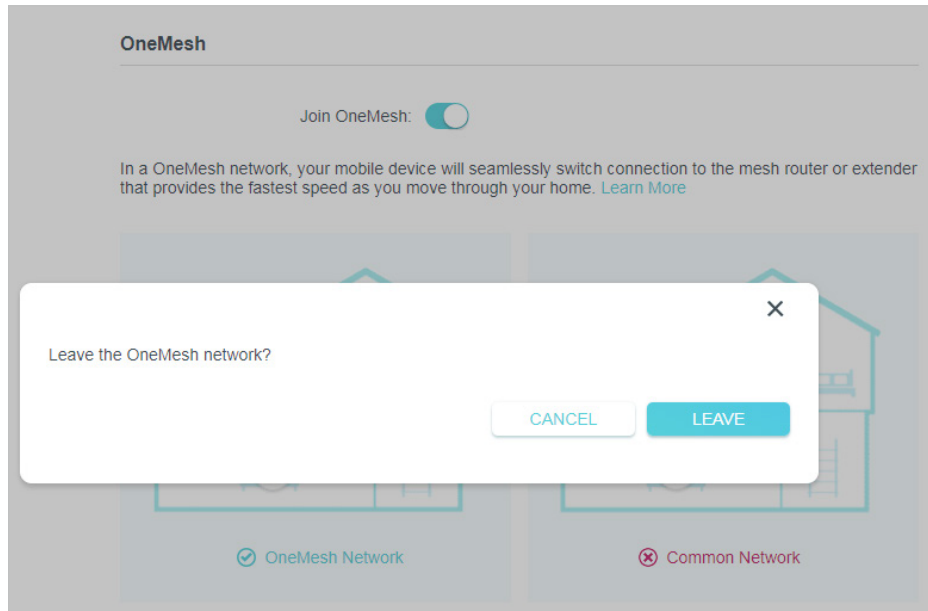 OneMesh
Join OneMesh:
In a OneMesh network, your mobile device will seamlessly switch connection to the mesh router or extender
that provides the fastest speed as you move through your home. Learn More
Leave the OneMesh network?
CANCEL
LEAVE
OneMesh Network
Common Network